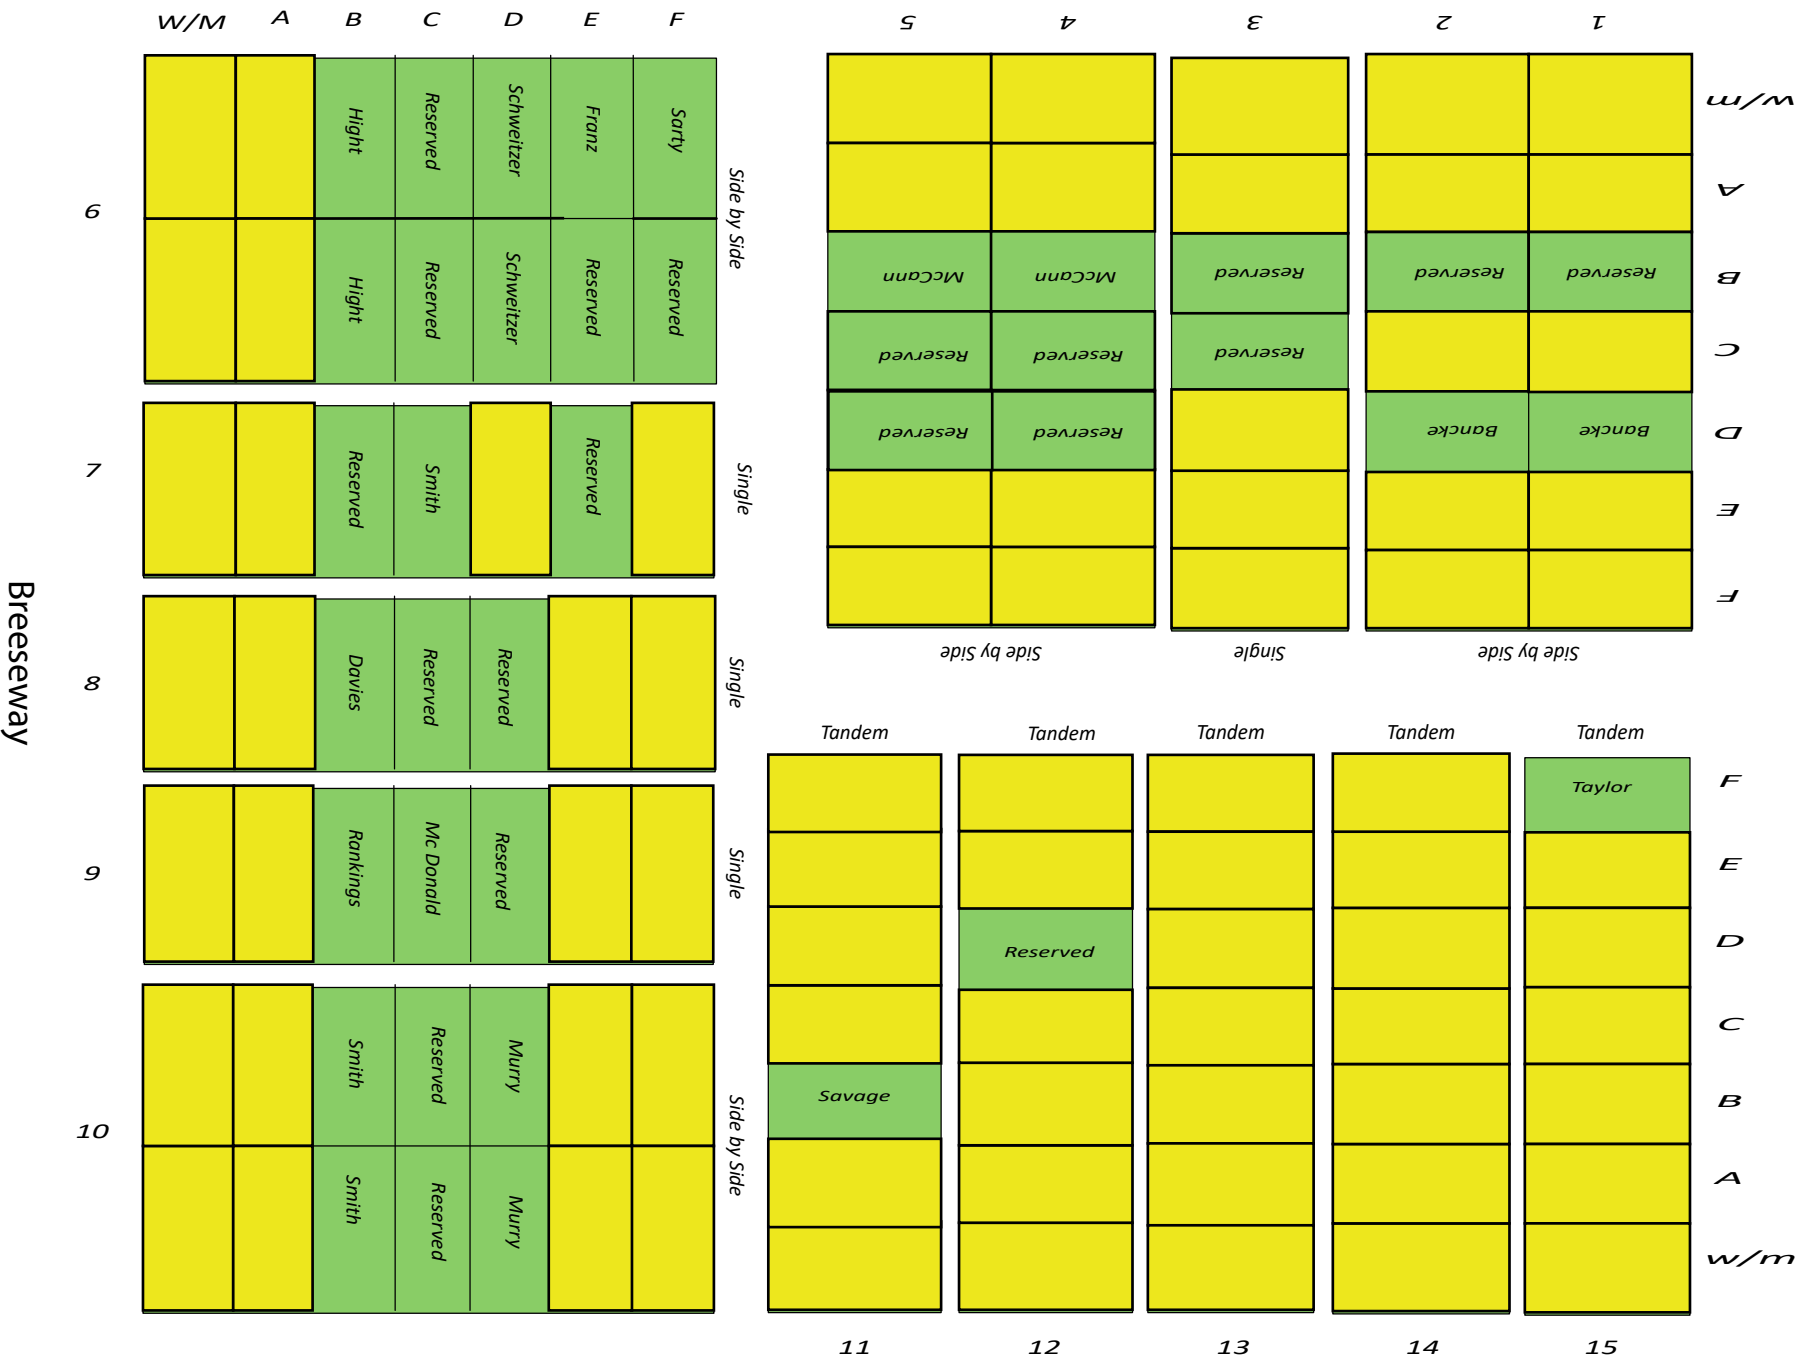 W/M A B C D E F
6
Hight Reserved Schweitzer Franz Sarty
Hight Reserved Schweitzer Reserved Reserved
Side by Side
7
Reserved Smith Reserved
Single
8
Davies Reserved Reserved
Single
9
Rankings Mc Donald Reserved
Single
10
Smith Reserved Murry
Smith Reserved Murry
Side by Side
Breeseway
5 4 3 2 1
w/m
A
McCann McCann Reserved Reserved Reserved B
Reserved Reserved Reserved C
Reserved Reserved Bancke Bancke D
E
F
Side by Side Single Side by Side
Tandem Tandem Tandem Tandem Tandem
Taylor F
E
Reserved D
C
Savage B
A
w/m
11 12 13 14 15